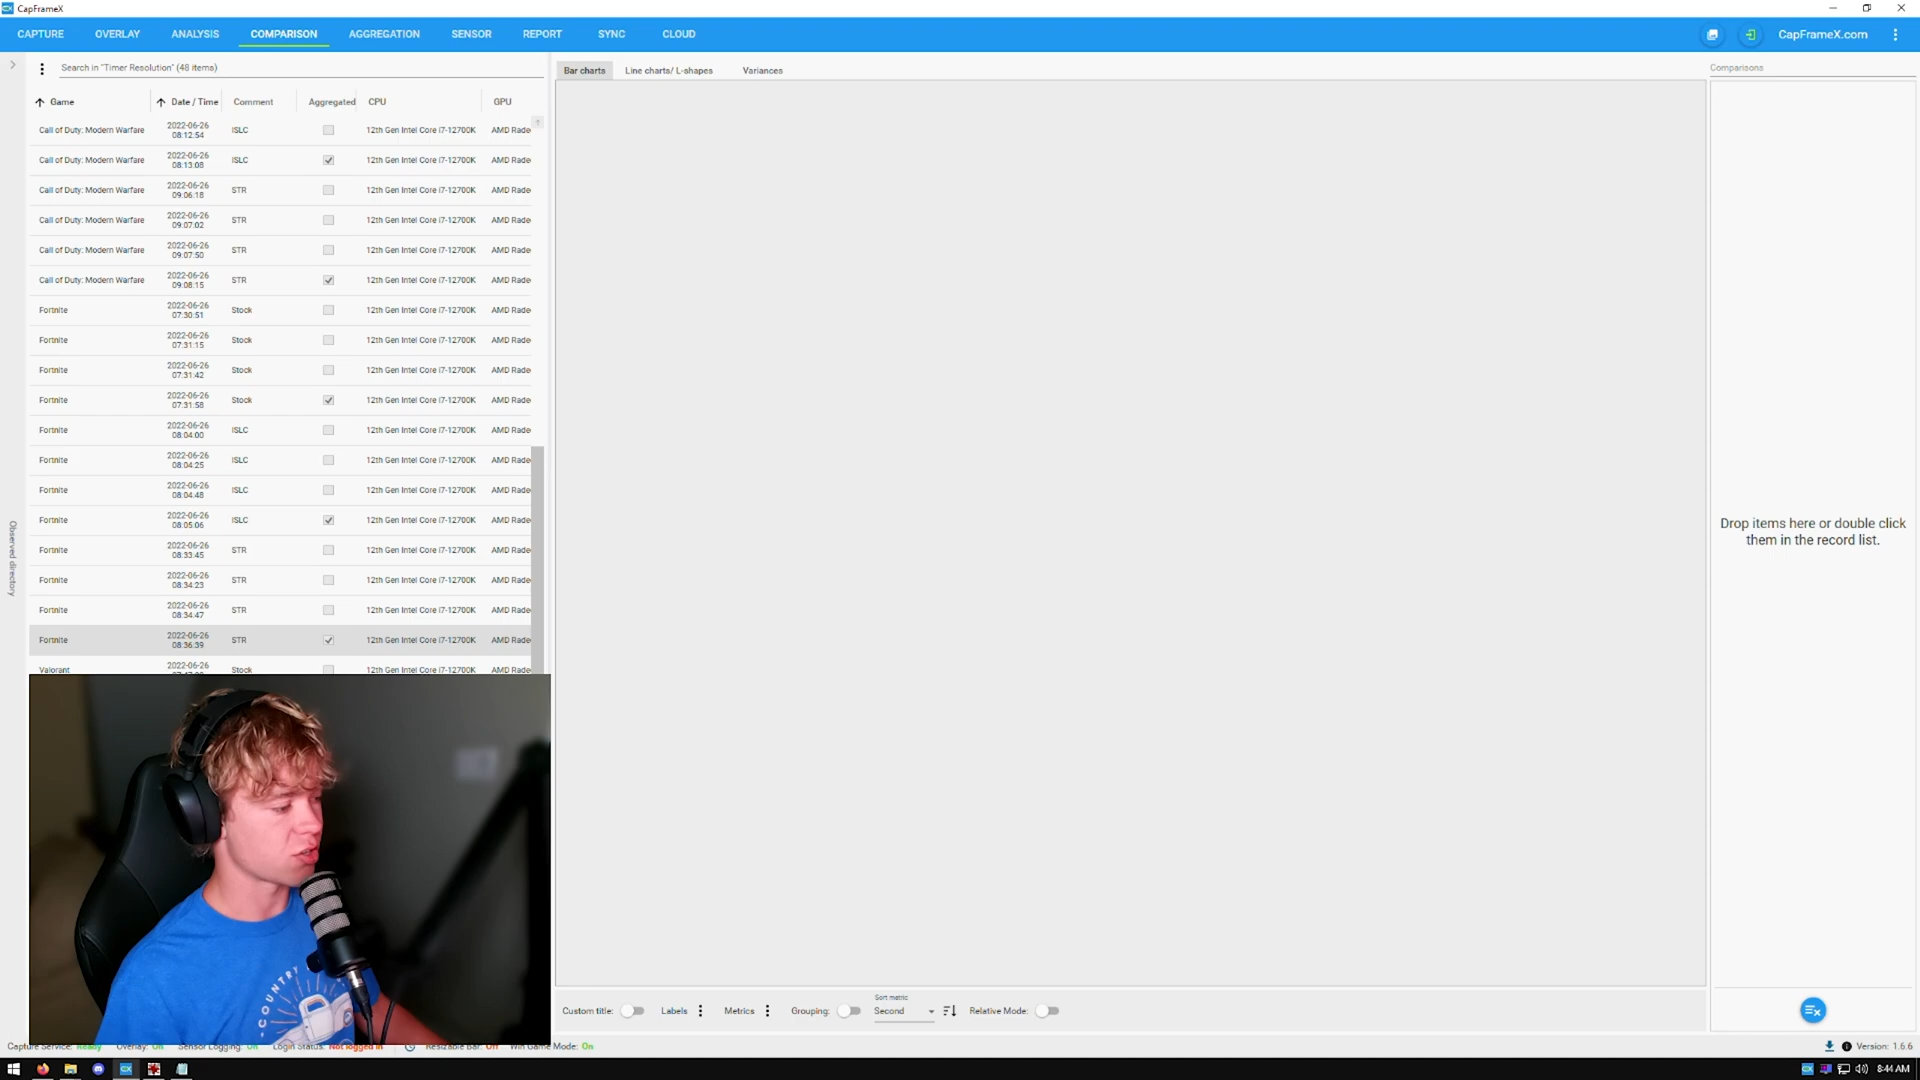 CapFrameX
CAPTURE OVERLAY ANALYSIS COMPARISON AGGREGATION SENSOR REPORT SYNC CLOUD CapFrameX.com
Search in "Timer Resolution" (48 items)
Bar charts Line charts/ L-shapes Variances
Comparisons
Game Date / Time Comment Aggregated CPU GPU
Call of Duty: Modern Warfare 2022-06-26 08:12:54 ISLC 12th Gen Intel Core i7-12700K AMD Rade
Call of Duty: Modern Warfare 2022-06-26 08:13:08 ISLC 12th Gen Intel Core i7-12700K AMD Rade
Call of Duty: Modern Warfare 2022-06-26 09:06:18 STR 12th Gen Intel Core i7-12700K AMD Rade
Call of Duty: Modern Warfare 2022-06-26 09:07:02 STR 12th Gen Intel Core i7-12700K AMD Rade
Call of Duty: Modern Warfare 2022-06-26 09:07:50 STR 12th Gen Intel Core i7-12700K AMD Rade
Call of Duty: Modern Warfare 2022-06-26 09:08:15 STR 12th Gen Intel Core i7-12700K AMD Rade
Fortnite 2022-06-26 07:30:51 Stock 12th Gen Intel Core i7-12700K AMD Rade
Fortnite 2022-06-26 07:31:15 Stock 12th Gen Intel Core i7-12700K AMD Rade
Fortnite 2022-06-26 07:31:42 Stock 12th Gen Intel Core i7-12700K AMD Rade
Fortnite 2022-06-26 07:31:58 Stock 12th Gen Intel Core i7-12700K AMD Rade
Fortnite 2022-06-26 08:04:00 ISLC 12th Gen Intel Core i7-12700K AMD Rade
Fortnite 2022-06-26 08:04:25 ISLC 12th Gen Intel Core i7-12700K AMD Rade
Fortnite 2022-06-26 08:04:48 ISLC 12th Gen Intel Core i7-12700K AMD Rade
Fortnite 2022-06-26 08:05:06 ISLC 12th Gen Intel Core i7-12700K AMD Rade
Fortnite 2022-06-26 08:33:45 STR 12th Gen Intel Core i7-12700K AMD Rade
Fortnite 2022-06-26 08:34:23 STR 12th Gen Intel Core i7-12700K AMD Rade
Fortnite 2022-06-26 08:34:47 STR 12th Gen Intel Core i7-12700K AMD Rade
Fortnite 2022-06-26 08:36:39 STR 12th Gen Intel Core i7-12700K AMD Rade
Valorant 2022-06-26 Stock 12th Gen Intel Core i7-12700K AMD Rade
Observed directory
Drop items here or double click
them in the record list.
COUNTRY
Custom title: Labels Metrics Grouping: Sort metric Second Relative Mode:
Capture Service: Ready Overlay: On Sensor Logging: On Login Status: Not logged in Resizable Bar: Off Win Game Mode: On
Version: 1.6.6
8:44 AM